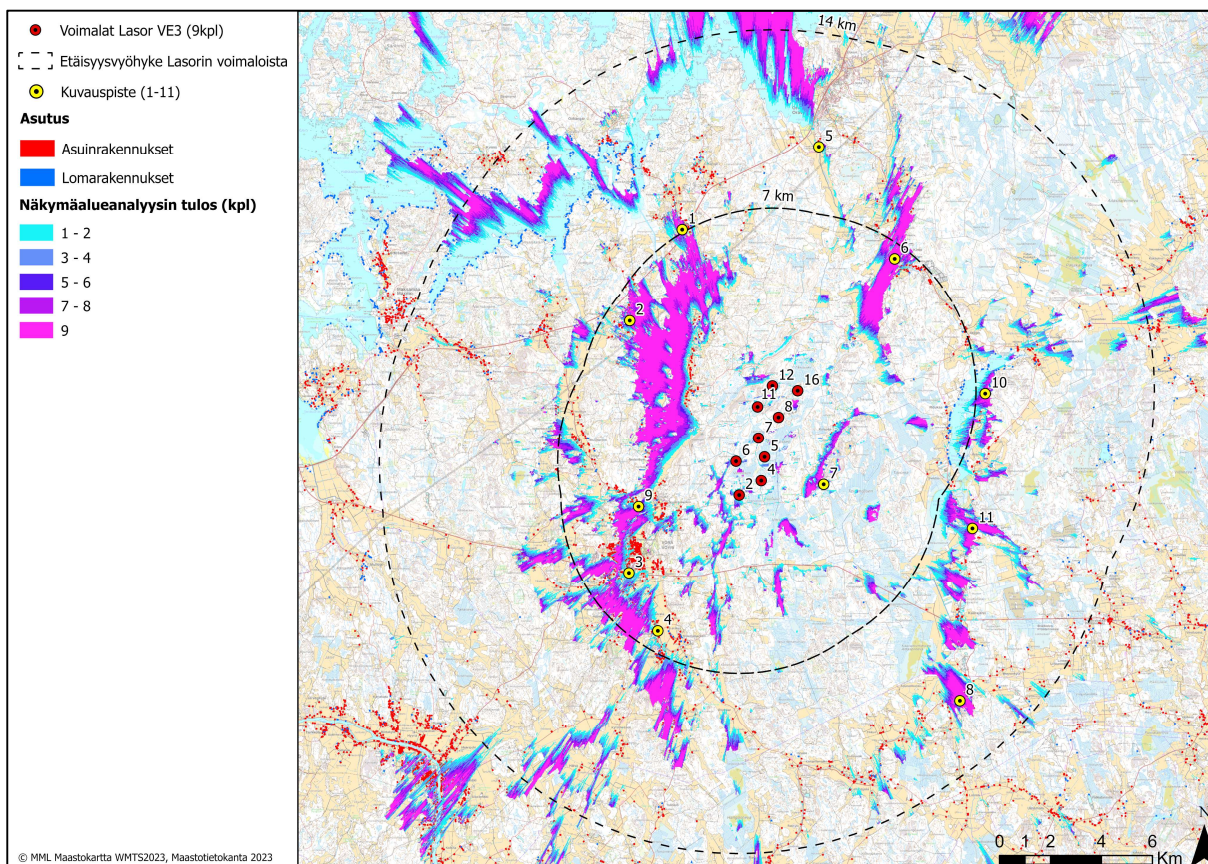 Voimalat Lasor VE3 (9kpl)
Etäisyysvyöhyke Lasorin voimaloista
Kuvauspiste (1-11)
Asutus
Asuinrakennukset
Lomarakennukset
Näkymäalueanalyysin tulos (kpl)
1 - 2
3 - 4
5 - 6
7 - 8
9
© MML Maastokartta WMTS2023, Maastotietokanta 2023
14 km
5
7 km
1
6
2
12
16
10
11
8
7
6
5
4
7
2
9
11
3
4
8
N
0 1 2 4 6
Km